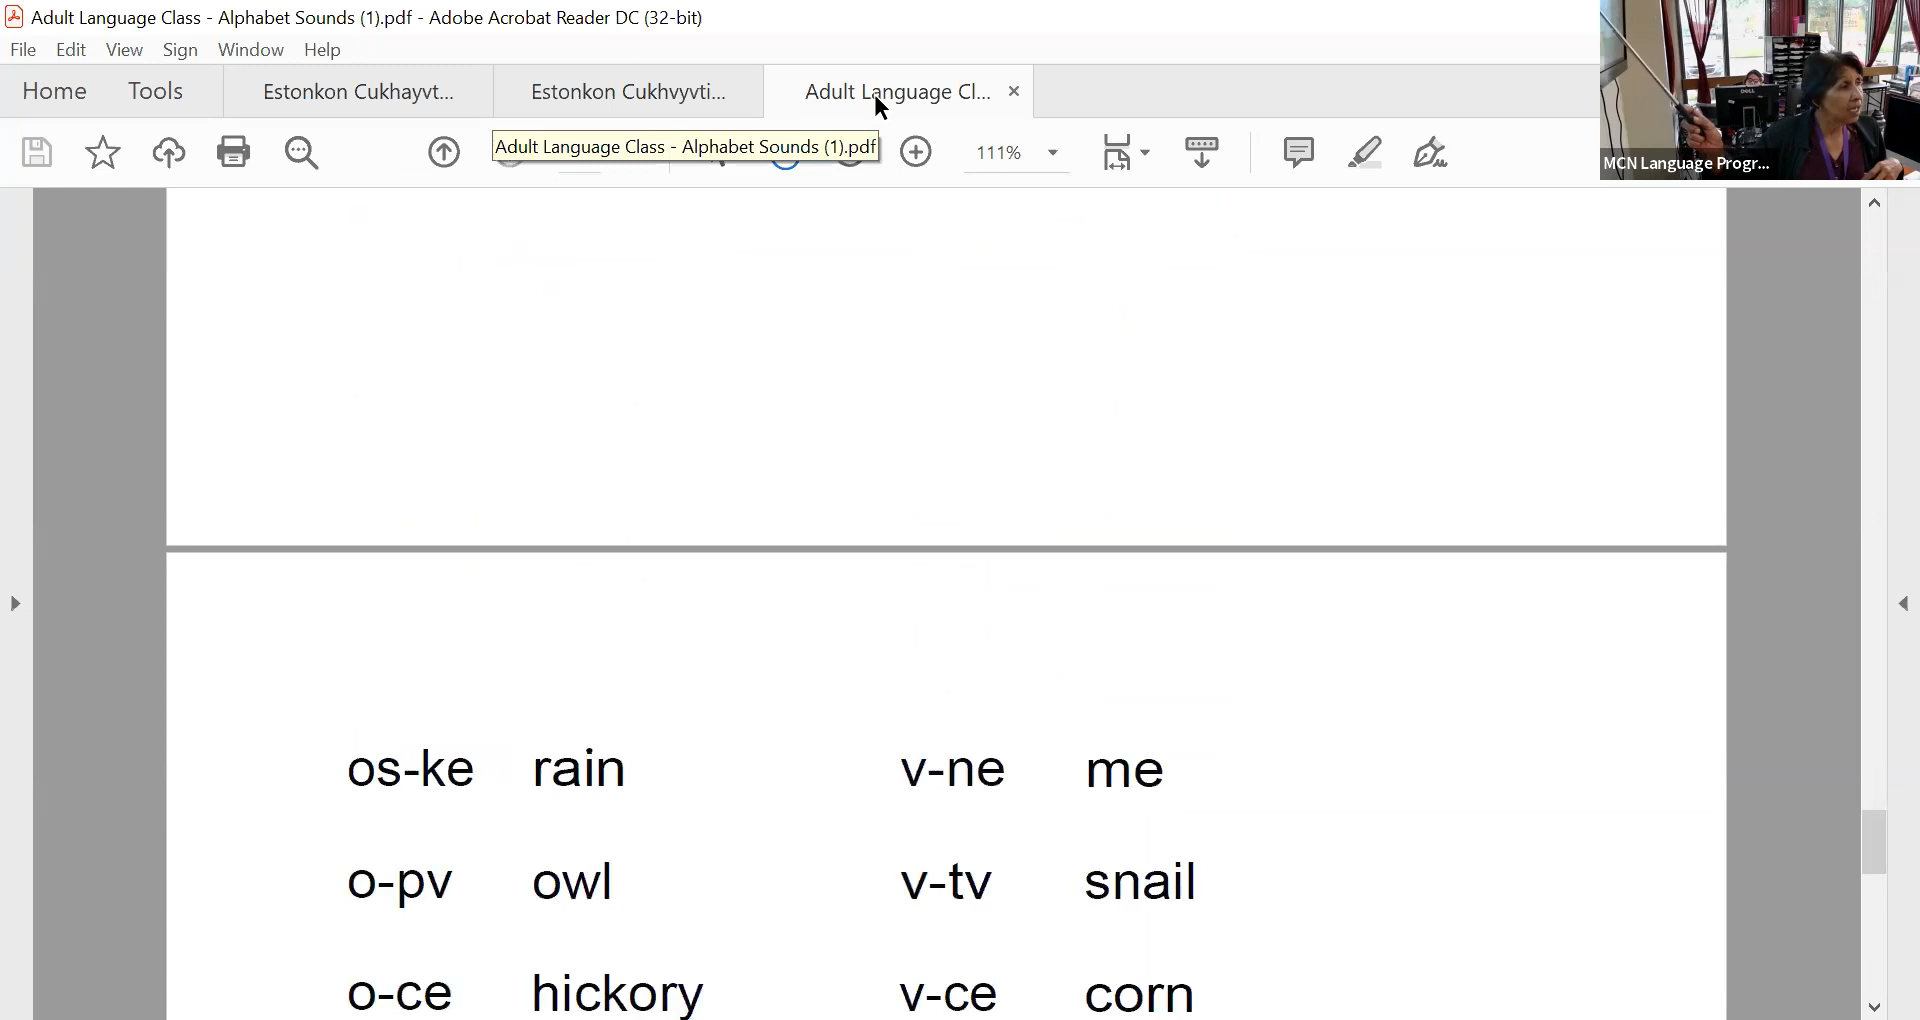 Adult Language Class - Alphabet Sounds (1).pdf - Adobe Acrobat Reader DC (32-bit)
File Edit View Sign Window Help
Home Tools Estonkon Cukhayvt... Estonkon Cukhvyvti... Adult Language Cl...
Adult Language Class - Alphabet Sounds (1).pdf
111%
MCN Language Progr...
os-ke rain v-ne me
o-pv owl v-tv snail
o-ce hickory v-ce corn